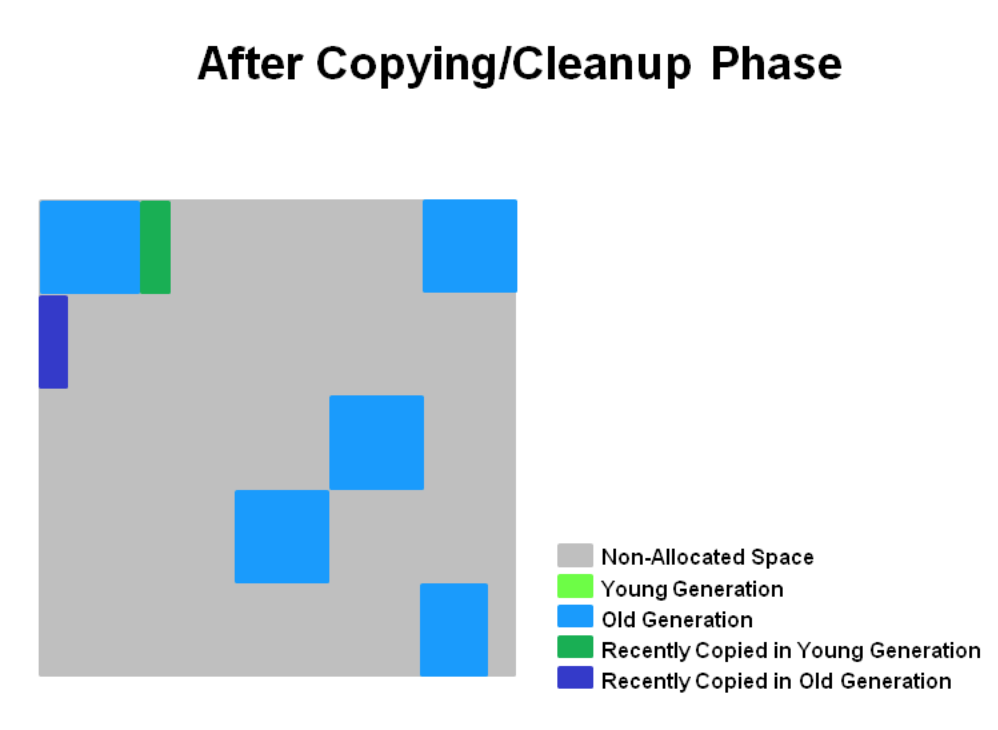 After Copying/Cleanup Phase
Non-Allocated Space
Young Generation
Old Generation
Recently Copied in Young Generation
Recently Copied in Old Generation